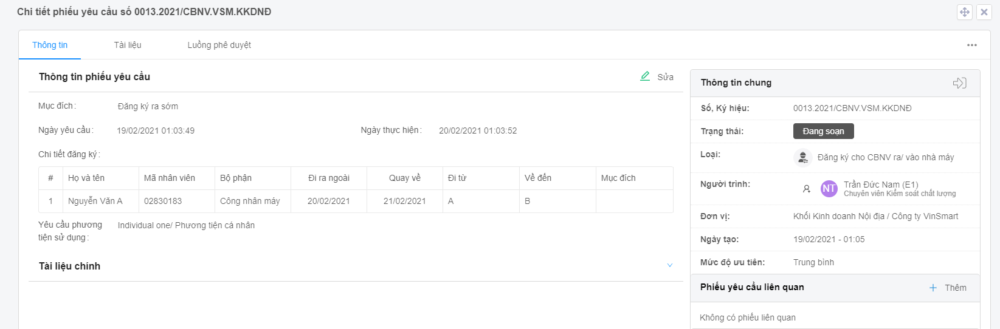 Chi tiết phiếu yêu cầu số 0013.2021/CBNV.VSM.KKDNĐ
Thông tin Tài liệu Luồng phê duyệt
Thông tin phiếu yêu cầu Sửa
Mục đích: Đăng ký ra sớm
Ngày yêu cầu: 19/02/2021 01:03:49 Ngày thực hiện: 20/02/2021 01:03:52
Chi tiết đăng ký:
# Họ và tên Mã nhân viên Bộ phận Đi ra ngoài Quay về Đi từ Về đến Mục đích
1 Nguyễn Văn A 02830183 Công nhân máy 20/02/2021 21/02/2021 A B
Yêu cầu phương
tiện sử dụng: Individual one/ Phương tiện cá nhân
Tài liệu chính
Thông tin chung
Số, Ký hiệu: 0013.2021/CBNV.VSM.KKDNĐ
Trạng thái: Đang soạn
Loại: Đăng ký cho CBNV ra/ vào nhà máy
Người trình: NT Trần Đức Nam (E1)
Chuyên viên Kiểm soát chất lượng
Đơn vị: Khối Kinh doanh Nội địa / Công ty VinSmart
Ngày tạo: 19/02/2021 - 01:05
Mức độ ưu tiên: Trung bình
Phiếu yêu cầu liên quan Thêm
Không có phiếu liên quan